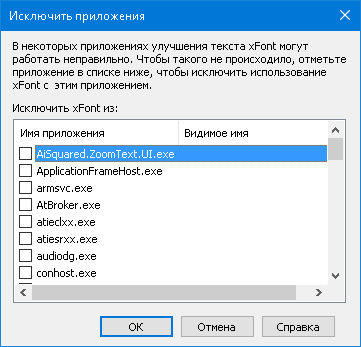 Исключить приложения
В некоторых приложениях улучшения текста xFont могут
работать неправильно. Чтобы такого не происходило, отметьте
приложение в списке ниже, чтобы исключить использование
xFont с этим приложением.
Исключить xFont из:
Имя приложения Видимое имя
AiSquared.ZoomText.UI.exe
ApplicationFrameHost.exe
armsvc.exe
AtBroker.exe
atieclxx.exe
atiesrxx.exe
audiodg.exe
conhost.exe
OK Отмена Справка